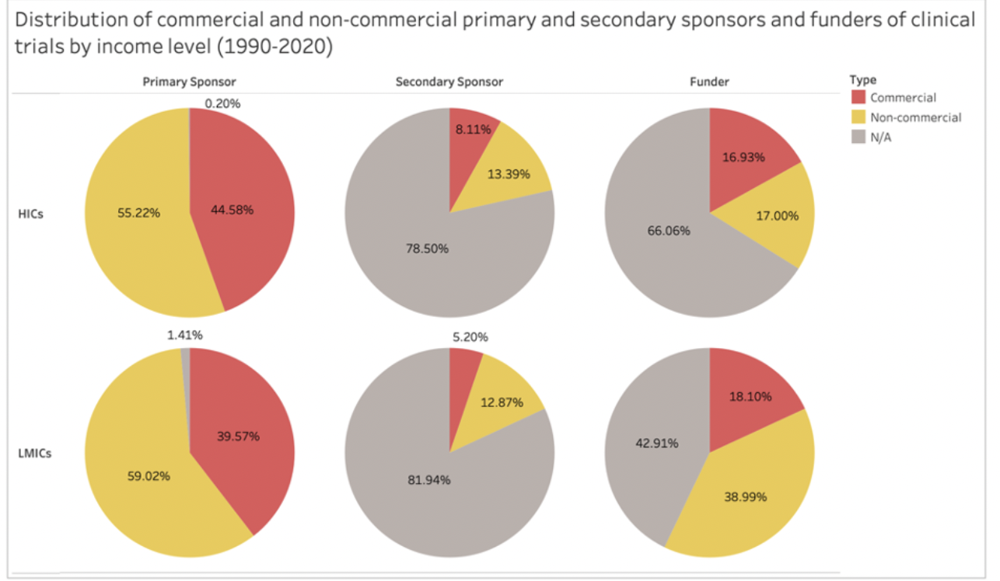 Distribution of commercial and non-commercial primary and secondary sponsors and funders of clinical
trials by income level (1990-2020)
Primary Sponsor
Secondary Sponsor
Funder
Type
Commercial
Non-commercial
N/A
HICs
0.20%
55.22%
44.58%
8.11%
13.39%
78.50%
16.93%
17.00%
66.06%
LMICs
1.41%
39.57%
59.02%
5.20%
12.87%
81.94%
18.10%
42.91%
38.99%